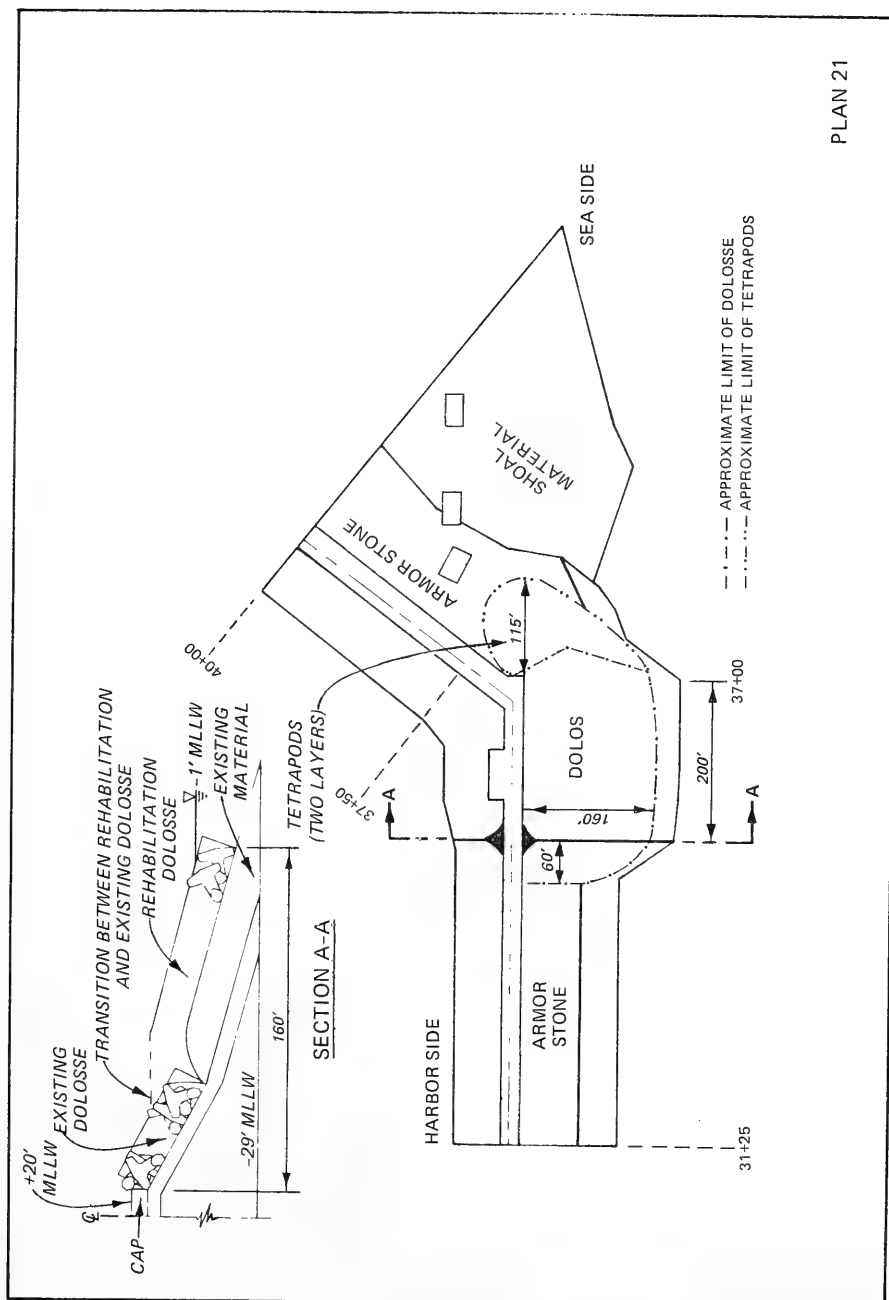 +20'
MLLW
EXISTING
DOLOSSE
TRANSITION BETWEEN REHABILITATION
AND EXISTING DOLOSSE
REHABILITATION
DOLOSSE
-1' MLLW
EXISTING
MATERIAL
℄
CAP
-29' MLLW
160'
SECTION A-A
TETRAPODS
(TWO LAYERS)
40+00
37+50
HARBOR SIDE
ARMOR STONE
SHOAL
MATERIAL
SEA SIDE
A
115'
ARMOR
STONE
60'
160'
DOLOS
200'
A
31+25
37+00
APPROXIMATE LIMIT OF DOLOSSE
APPROXIMATE LIMIT OF TETRAPODS
PLAN 21